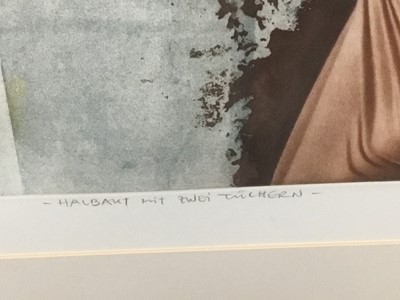 - HALBAKT MIT ZWEI TÜCHERN -